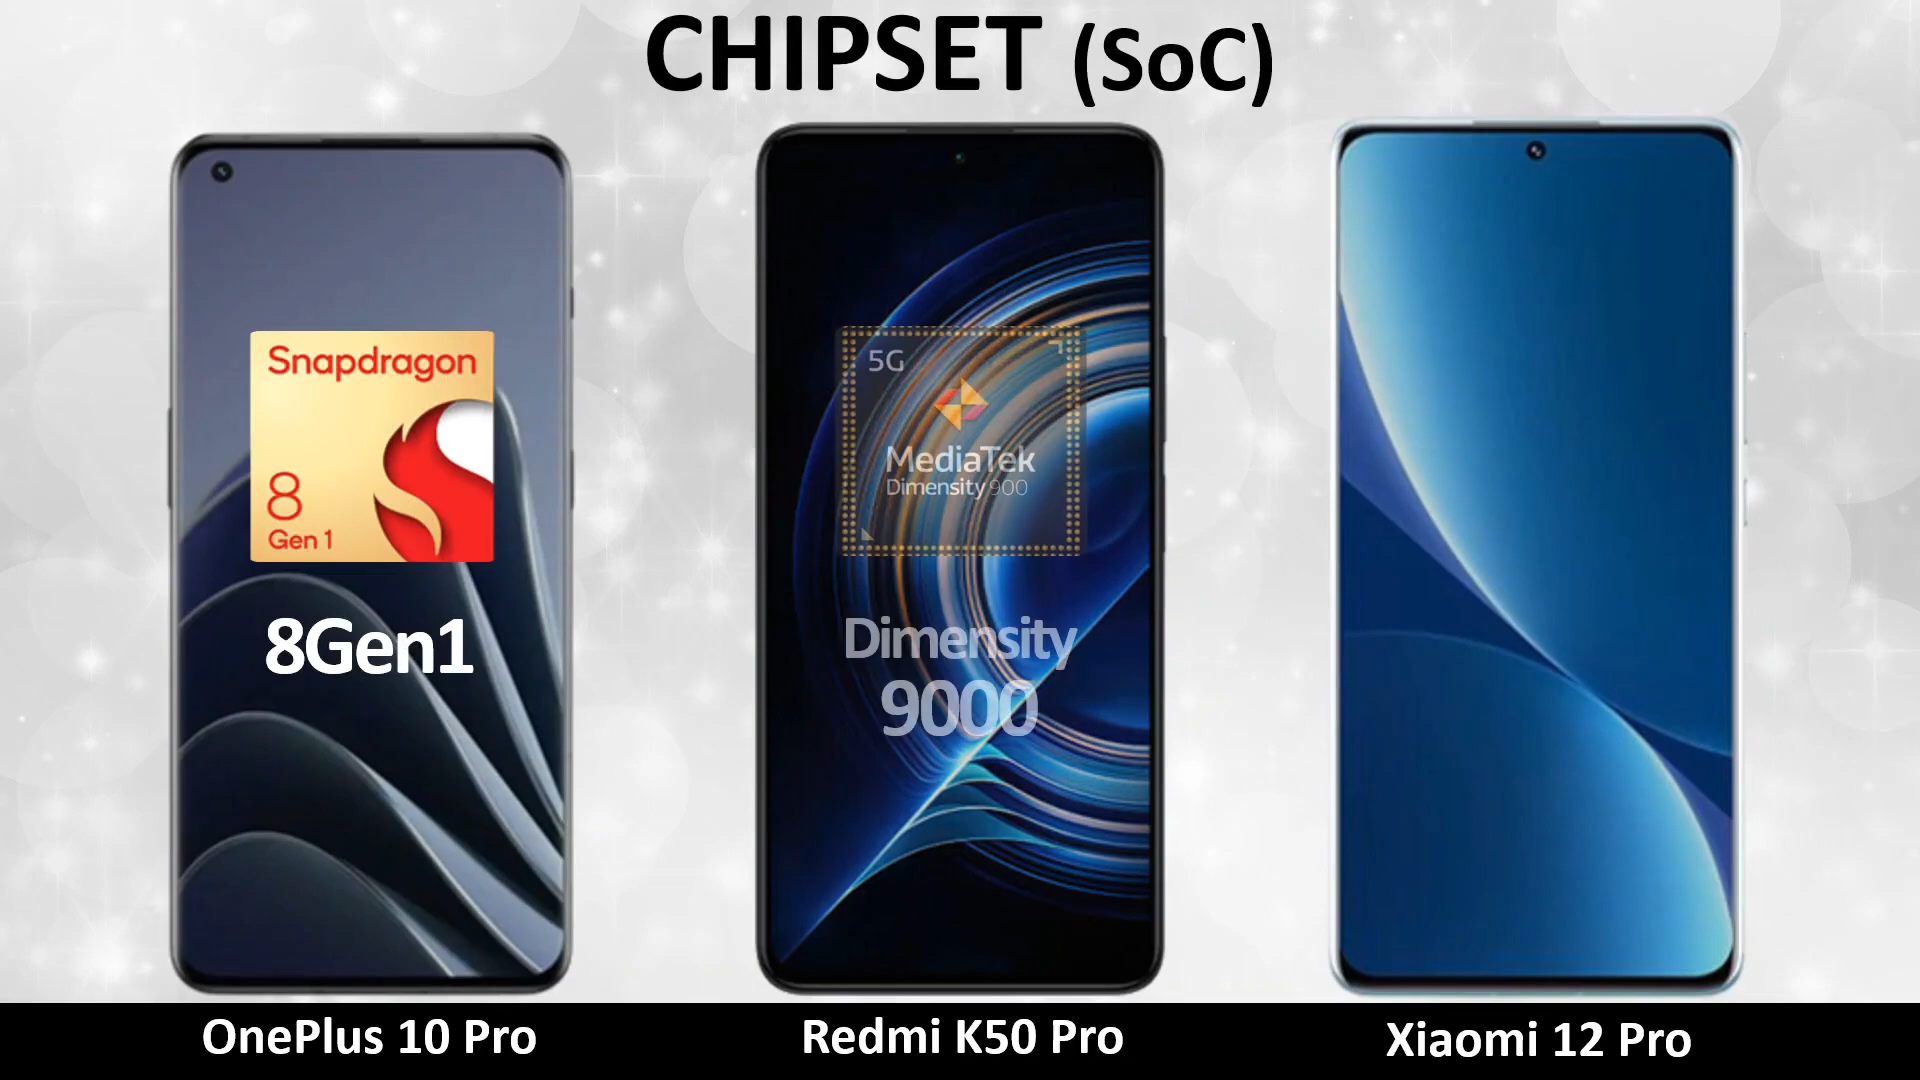 CHIPSET (SoC)
Snapdragon
8
Gen 1
8Gen1
5G
MediaTek
Dimensity 900
Dimensity
9000
OnePlus 10 Pro
Redmi K50 Pro
Xiaomi 12 Pro